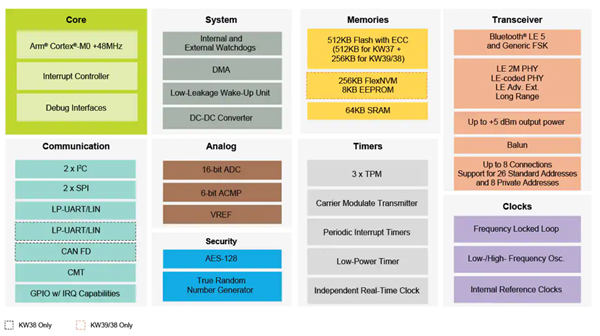 Core
Arm® Cortex®-M0 +48MHz
Interrupt Controller
Debug Interfaces
System
Internal and
External Watchdogs
DMA
Low-Leakage Wake-Up Unit
DC-DC Converter
Memories
512KB Flash with ECC
(512KB for KW37 +
256KB for KW39/38)
256KB FlexNVM
8KB EEPROM
64KB SRAM
Transceiver
Bluetooth® LE 5
and Generic FSK
LE 2M PHY
LE-coded PHY
LE Adv. Ext.
Long Range
Up to +5 dBm output power
Balun
Up to 8 Connections
Support for 26 Standard Addresses
and 8 Private Addresses
Communication
2 x I²C
2 x SPI
LP-UART/LIN
LP-UART/LIN
CAN FD
CMT
GPIO w/ IRQ Capabilities
Analog
16-bit ADC
6-bit ACMP
VREF
Security
AES-128
True Random
Number Generator
Timers
3 x TPM
Carrier Modulate Transmitter
Periodic Interrupt Timers
Low-Power Timer
Independent Real-Time Clock
Clocks
Frequency Locked Loop
Low-/High- Frequency Osc.
Internal Reference Clocks
KW38 Only
KW39/38 Only